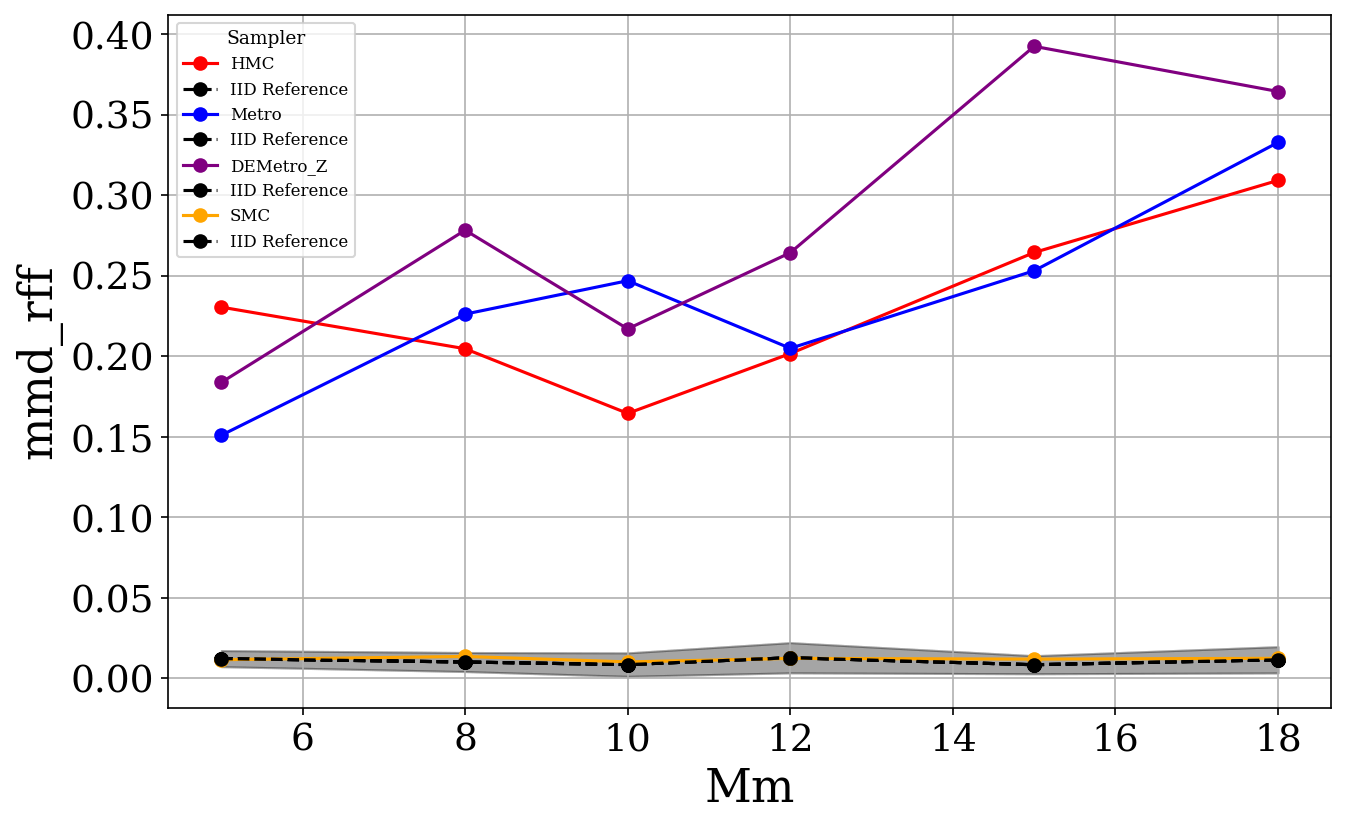 Sampler
HMC
IID Reference
Metro
IID Reference
DEMetro_Z
IID Reference
SMC
IID Reference
0.40
0.35
0.30
0.25
0.20
0.15
0.10
0.05
0.00
mmd_rff
6 8 10 12 14 16 18
Mm